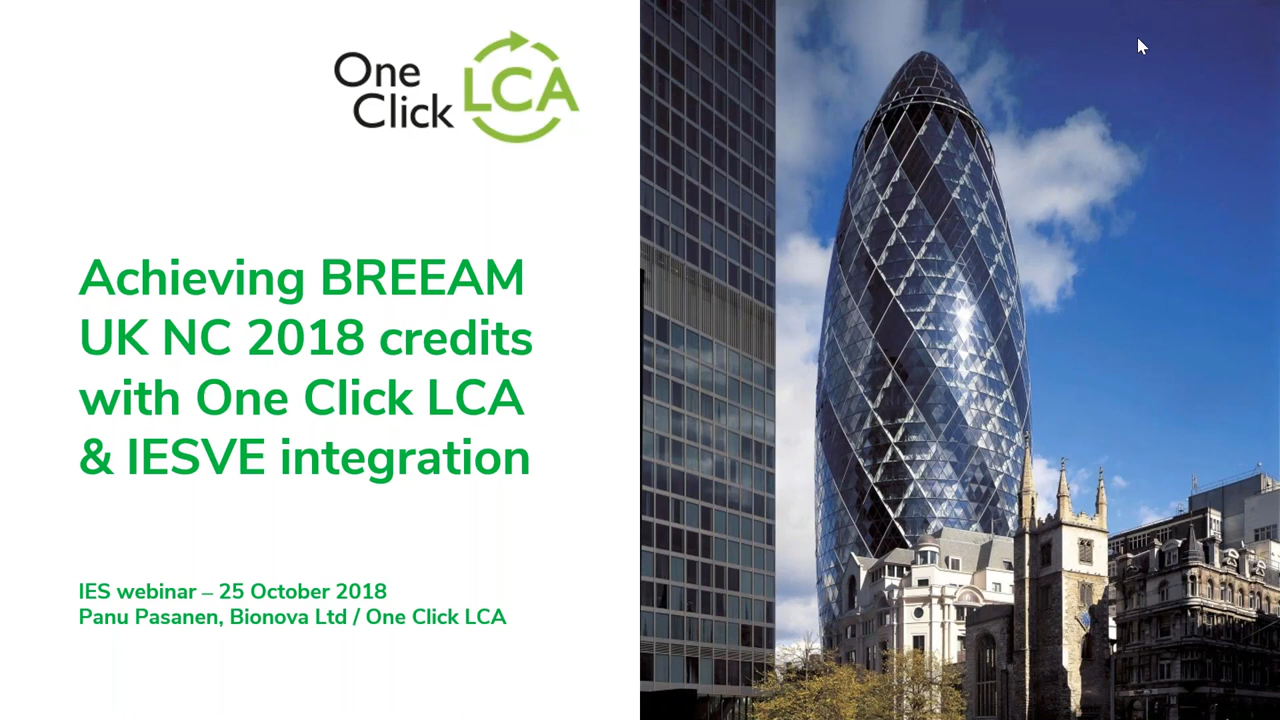 One
Click
LCA
Achieving BREEAM
UK NC 2018 credits
with One Click LCA
& IESVE integration
IES webinar – 25 October 2018
Panu Pasanen, Bionova Ltd / One Click LCA